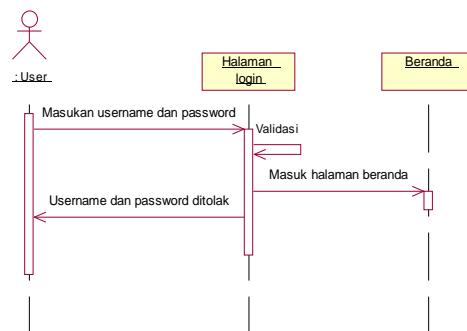 : User
Halaman
login
Beranda
Masukan username dan password
Validasi
Masuk halaman beranda
Username dan password ditolak